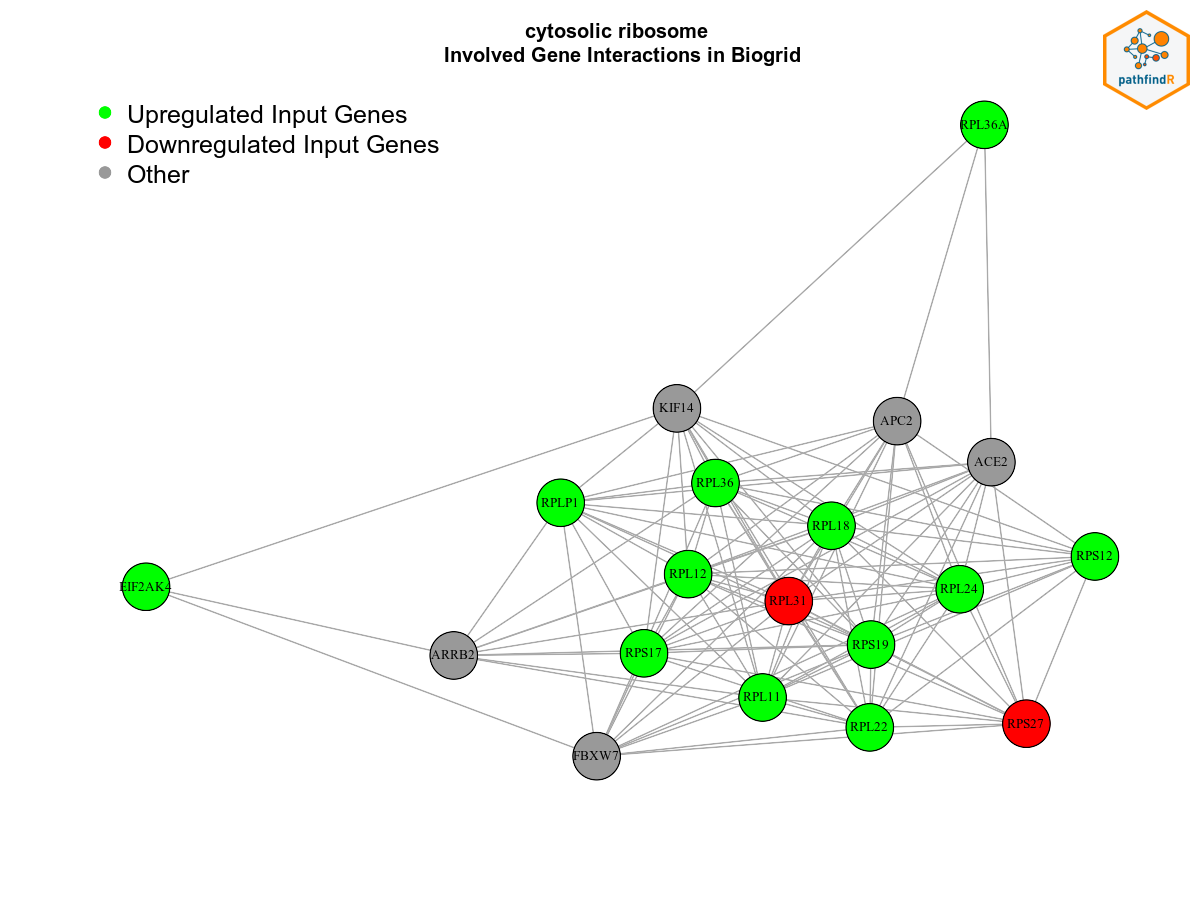 cytosolic ribosome
Involved Gene Interactions in Biogrid
pathfindR
Upregulated Input Genes
Downregulated Input Genes
Other
RPL36A
KIF14
APC2
ACE2
RPL36
RPLP1
RPL18
RPS12
RPL12
EIF2AK4
RPL31
RPL24
RPS19
RPS17
ARRB2
RPL11
RPL22
RPS27
FBXW7